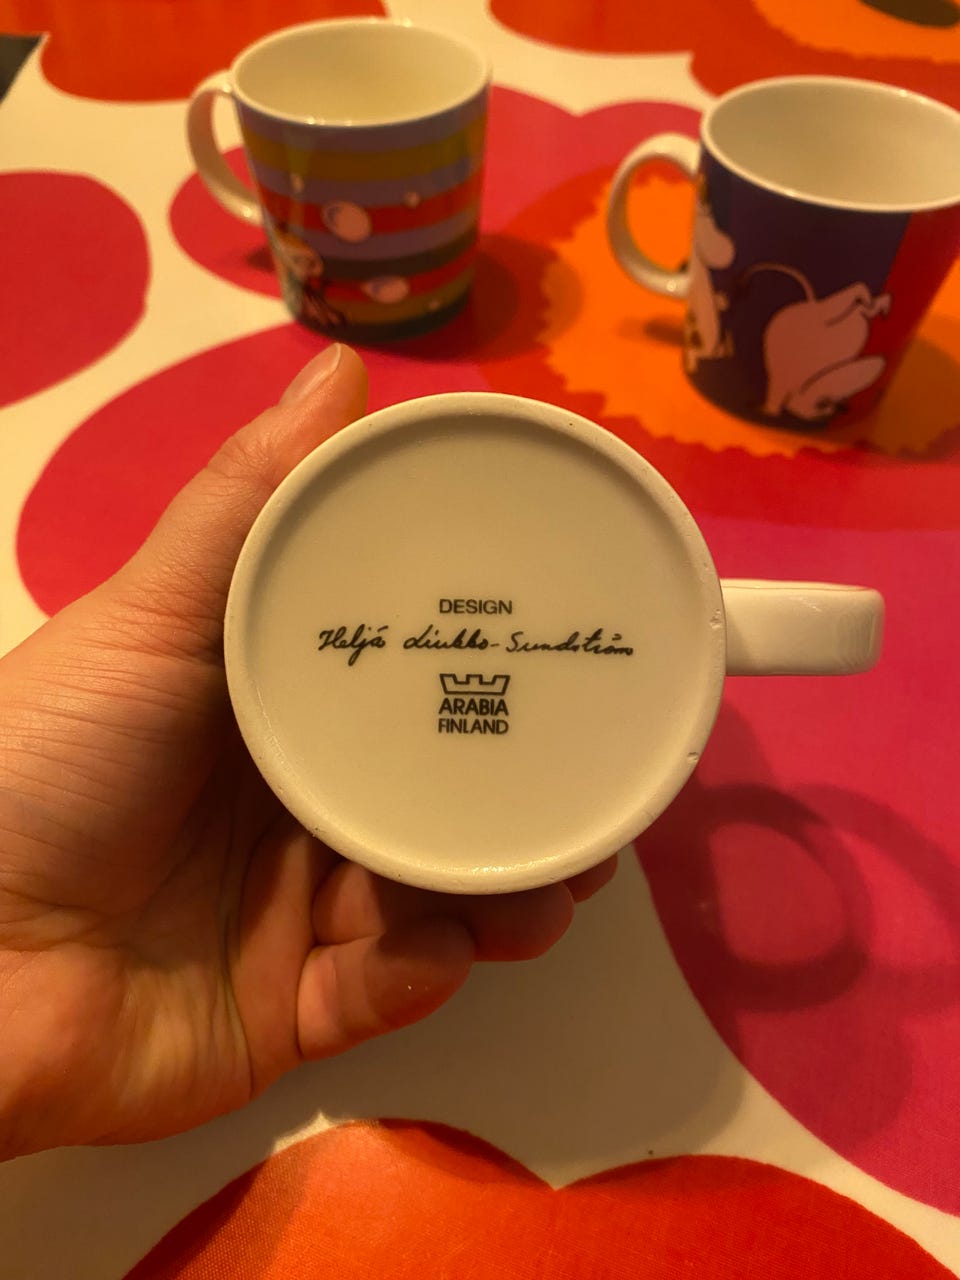 DESIGN
Heljä Liukko-Sundström
ARABIA
FINLAND